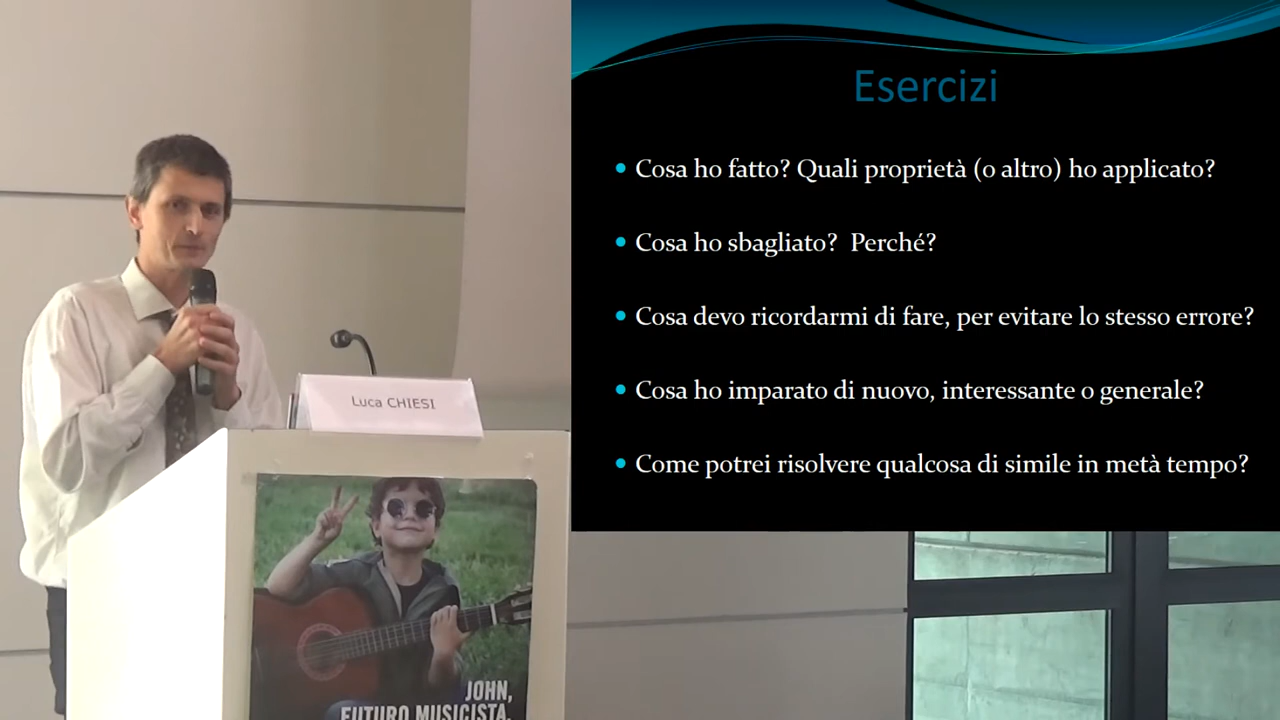 Esercizi
Cosa ho fatto? Quali proprietà (o altro) ho applicato?
Cosa ho sbagliato?  Perché?
Cosa devo ricordarmi di fare, per evitare lo stesso errore?
Cosa ho imparato di nuovo, interessante o generale?
Come potrei risolvere qualcosa di simile in metà tempo?
Luca CHIESI
JOHN,
FUTURO MUSICISTA.